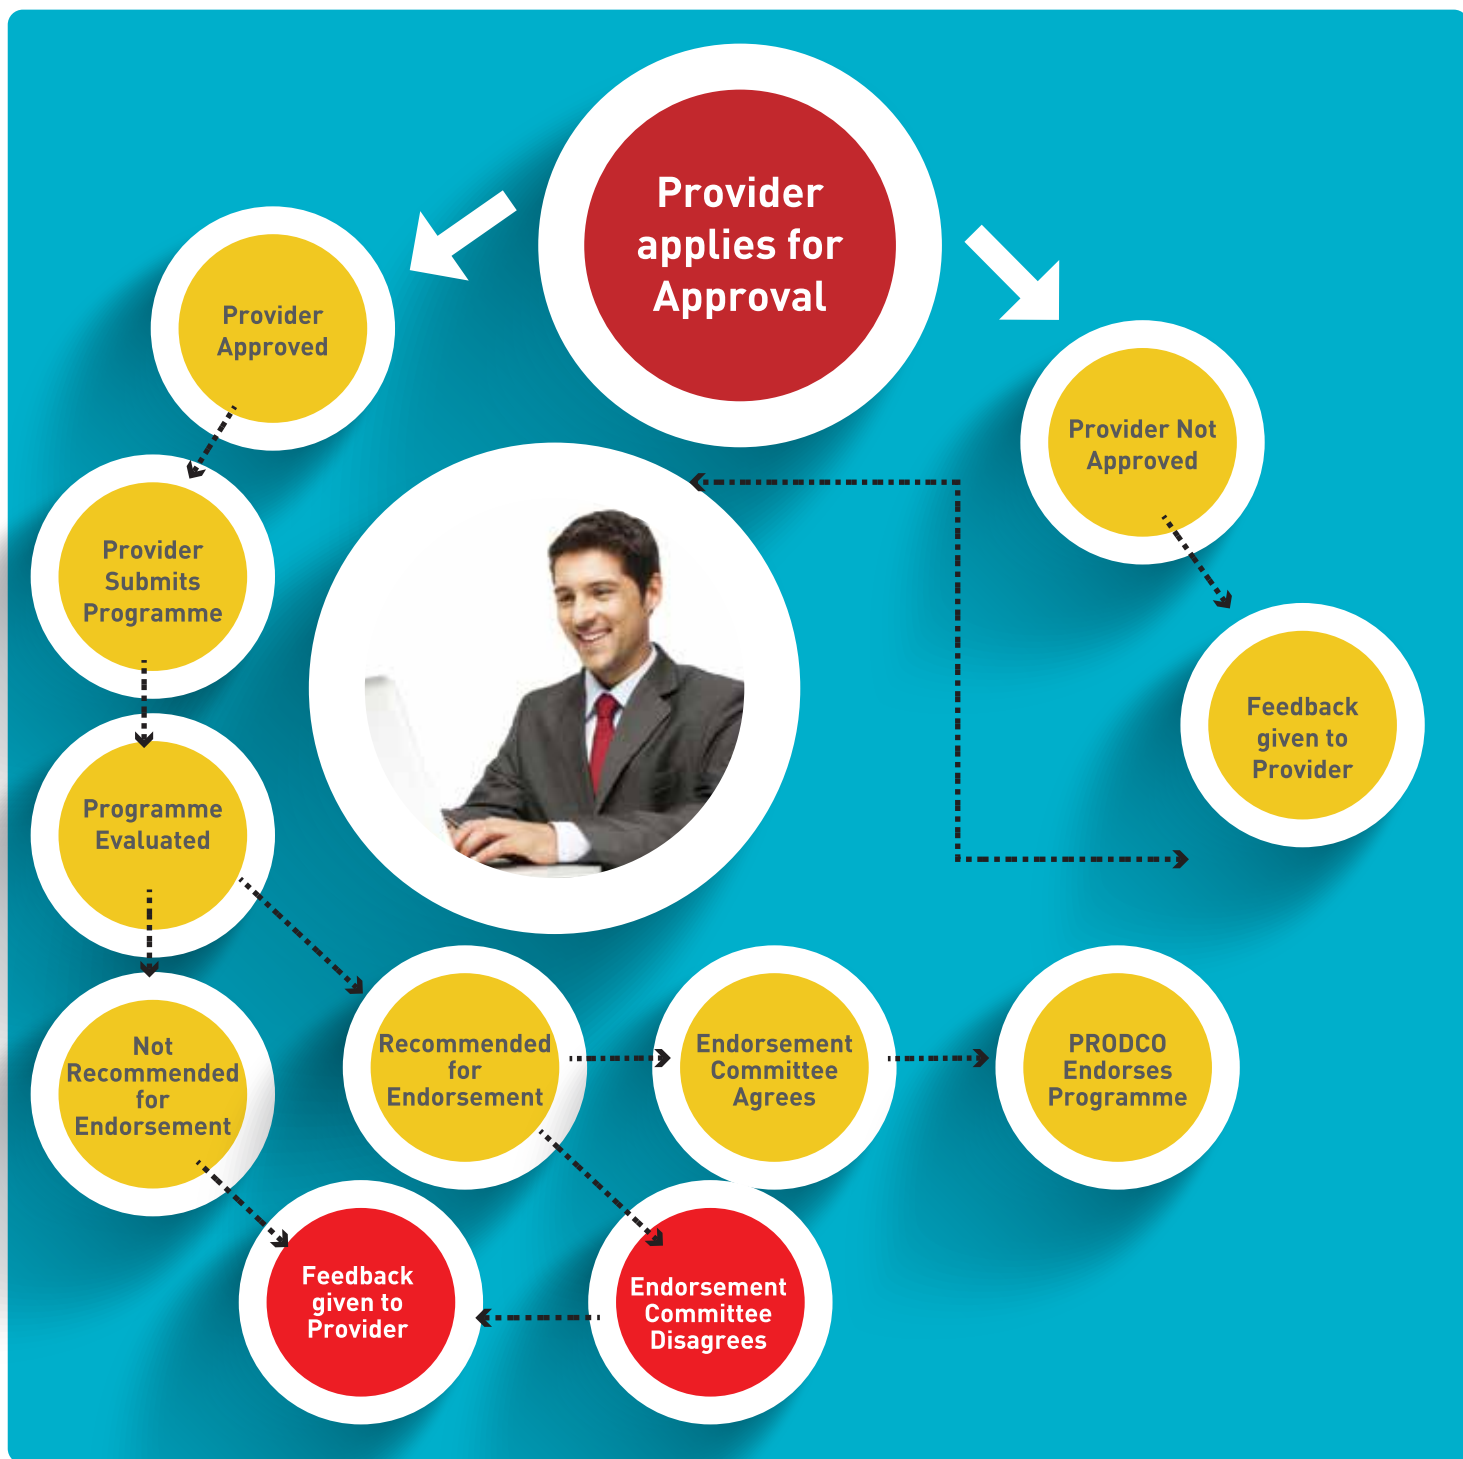 Provider
applies for
Approval
Provider
Approved
Provider Not
Approved
Provider
Submits
Programme
Feedback
given to
Provider
Programme
Evaluated
Not
Recommended
for
Endorsement
Recommended
for
Endorsement
Endorsement
Committee
Agrees
PRODCO
Endorses
Programme
Feedback
given to
Provider
Endorsement
Committee
Disagrees